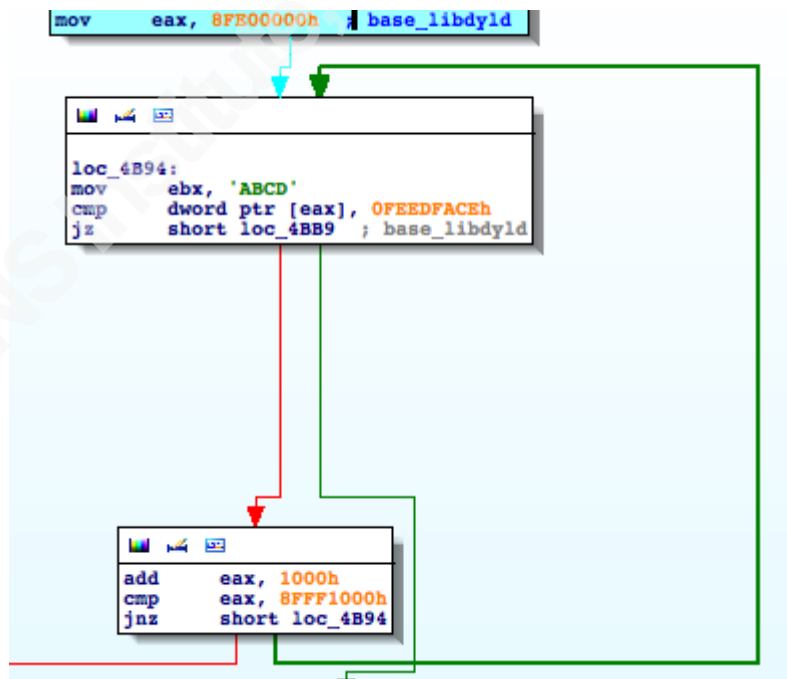 mov eax, 8FE00000h ; base_libdyld
loc_4B94:
mov ebx, 'ABCD'
cmp dword ptr [eax], 0FEEDFACEh
jz short loc_4BB9 ; base_libdyld
add eax, 1000h
cmp eax, 8FFF1000h
jnz short loc_4B94